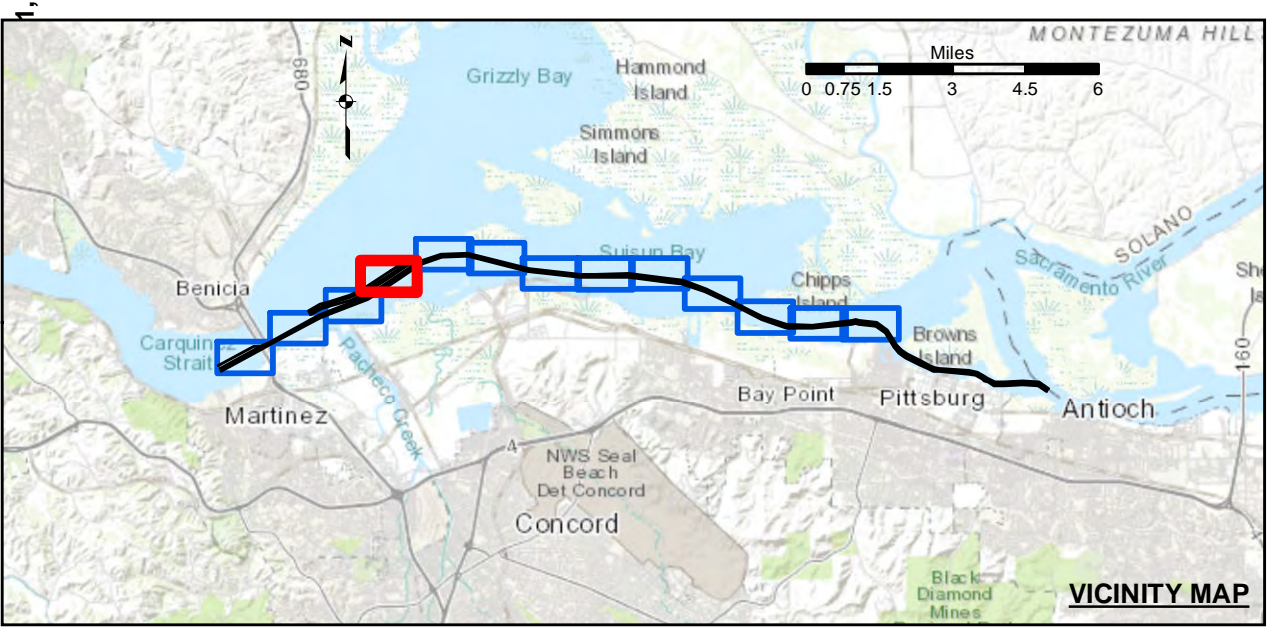 1,
MONTEZUMA HILL
N
Miles
0 0.75 1.5 3 4.5 6
680
Grizzly Bay
Hammond
Island
Simmons
Island
SOLANO
Sacramento River
Suisun Bay
Benicia
Chipps
Island
Carquinez
Strait
Pacheco Creek
Browns
Island
160
Martinez
Bay Point
Pittsburg
Antioch
4
NWS Seal
Beach
Det Concord
Concord
Black
Diamond
Mines
VICINITY MAP